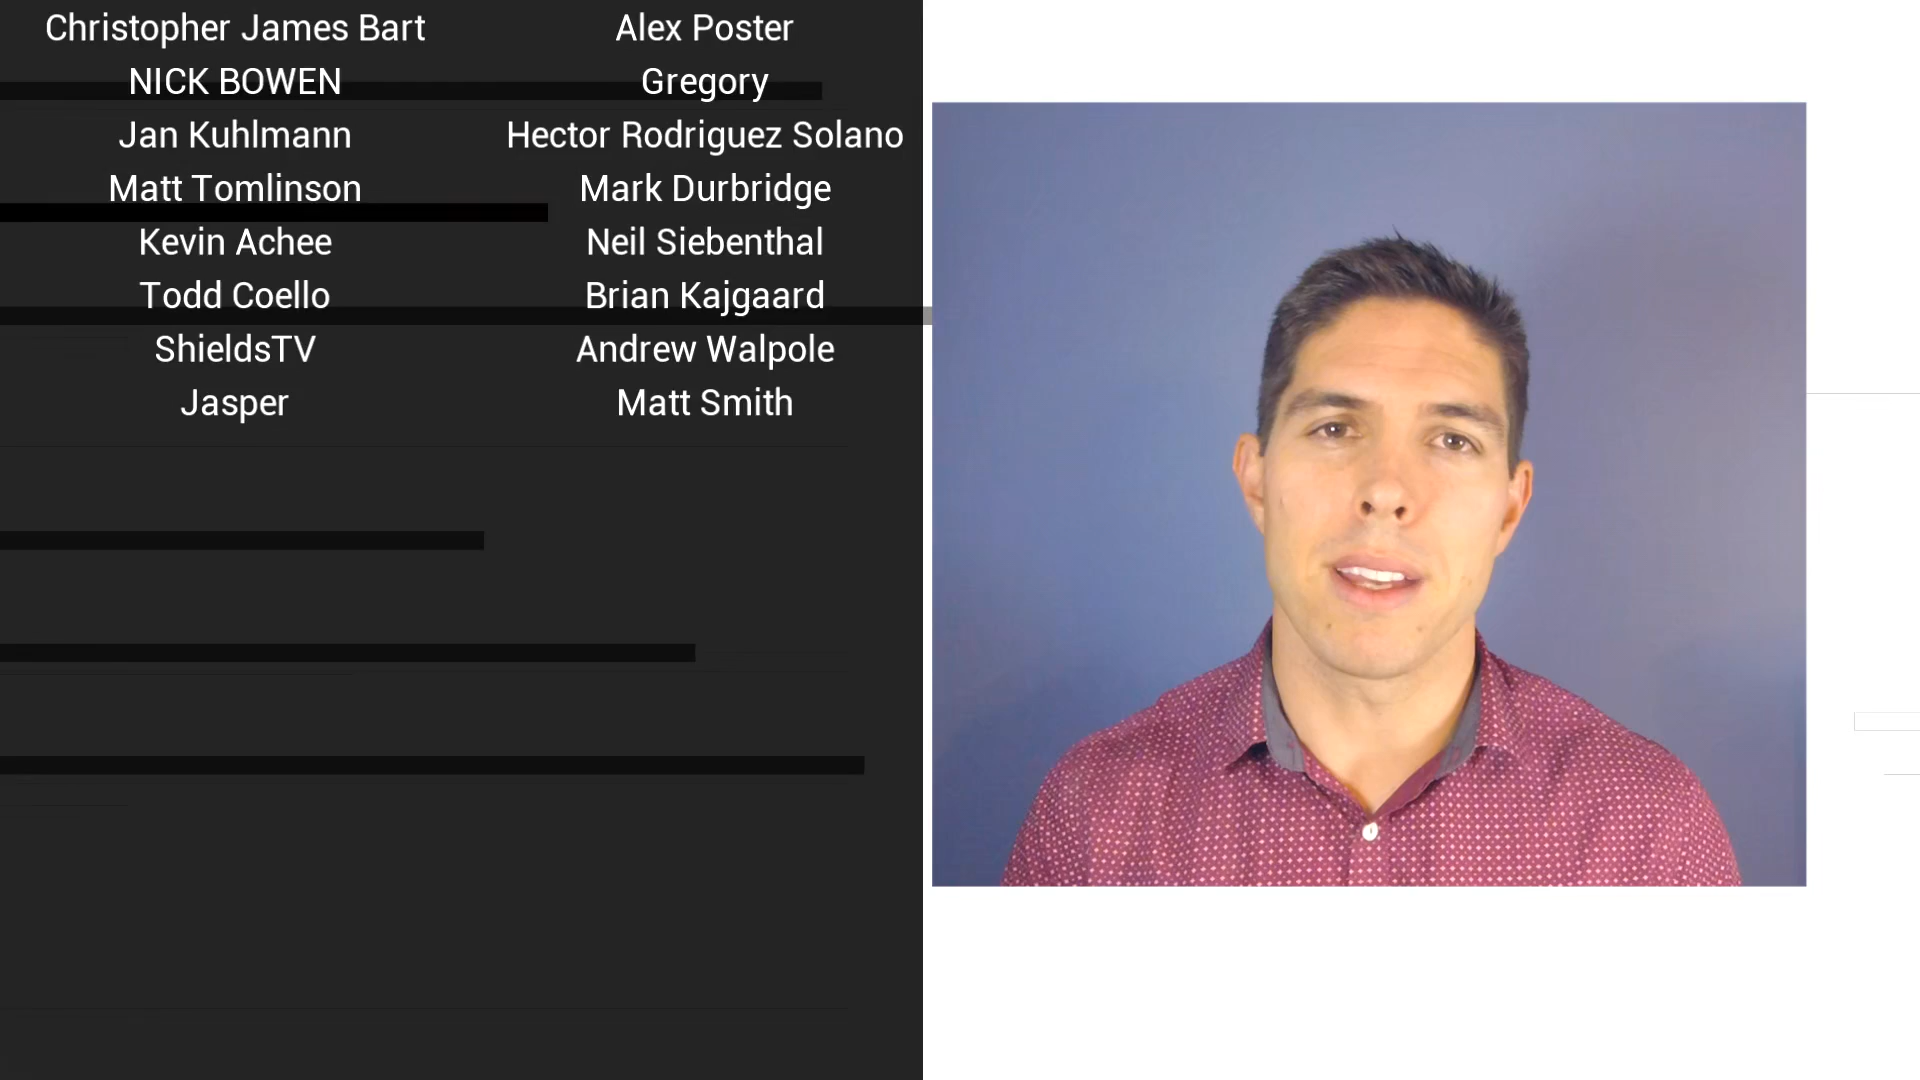 Christopher James Bart
Alex Poster
NICK BOWEN
Gregory
Jan Kuhlmann
Hector Rodriguez Solano
Matt Tomlinson
Mark Durbridge
Kevin Achee
Neil Siebenthal
Todd Coello
Brian Kajgaard
ShieldsTV
Andrew Walpole
Jasper
Matt Smith